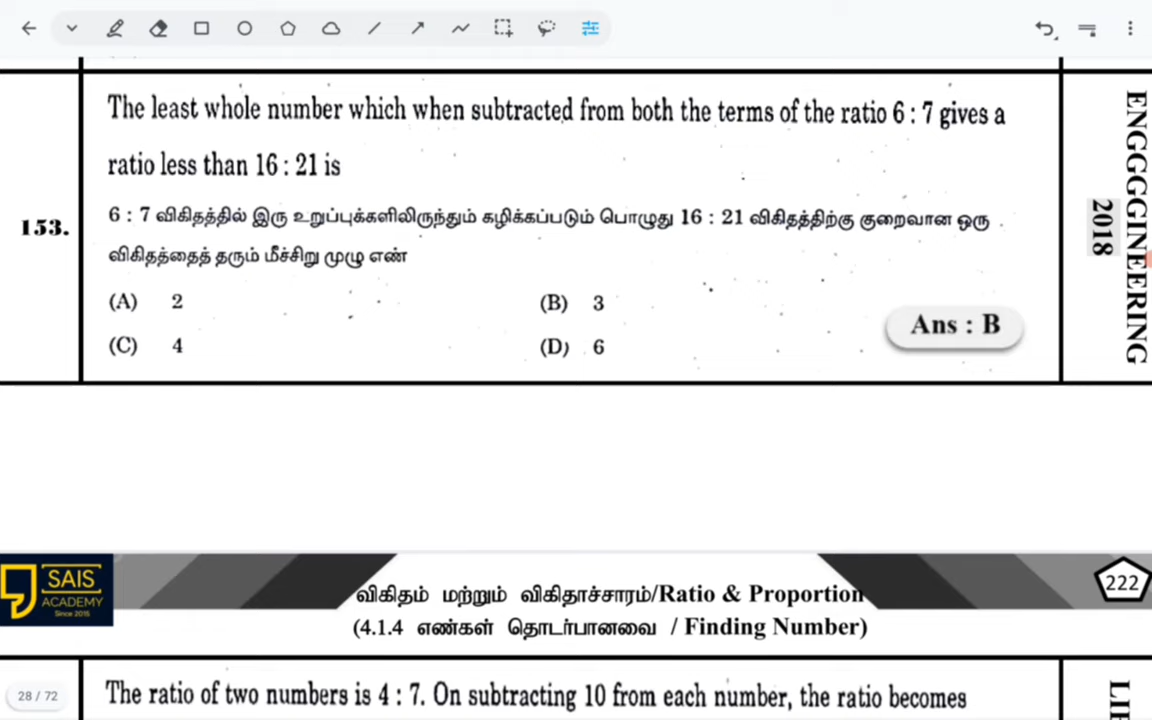 The least whole number which when subtracted from both the terms of the ratio 6 : 7 gives a
ratio less than 16 : 21 is
153.
6 : 7 விகிதத்தில் இரு உறுப்புக்களிலிருந்தும் கழிக்கப்படும் பொழுது 16 : 21 விகிதத்திற்கு குறைவான ஒரு
விகிதத்தைத் தரும் மீச்சிறு முழு எண்
(A) 2
(B) 3
(C) 4
(D) 6
Ans : B
ENGGGGINEERING
2018
SAIS
ACADEMY
Since 2016
விகிதம் மற்றும் விகிதாச்சாரம்/Ratio & Proportion
(4.1.4 எண்கள் தொடர்பானவை / Finding Number)
222
28 / 72
The ratio of two numbers is 4 : 7. On subtracting 10 from each number, the ratio becomes